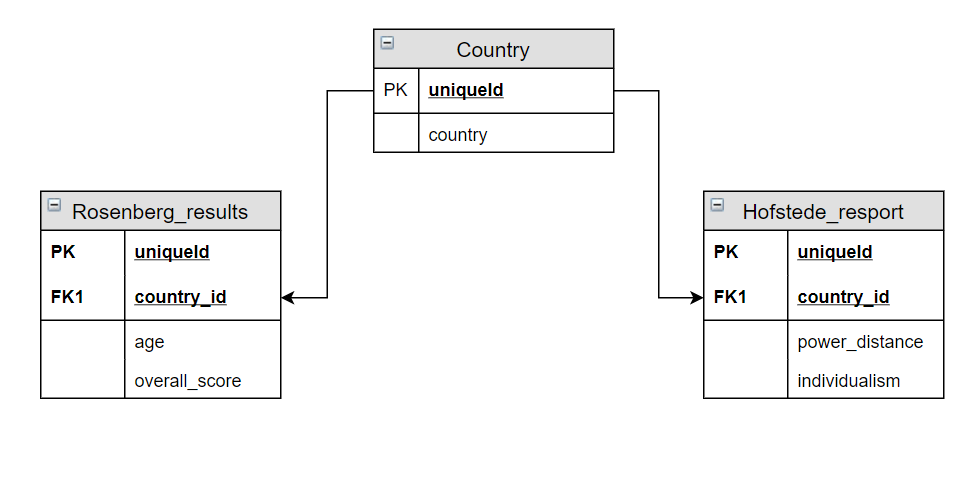 Country
PK uniqueId
country
Rosenberg_results
PK uniqueId
FK1 country_id
age
overall_score
Hofstede_resport
PK uniqueId
FK1 country_id
power_distance
individualism